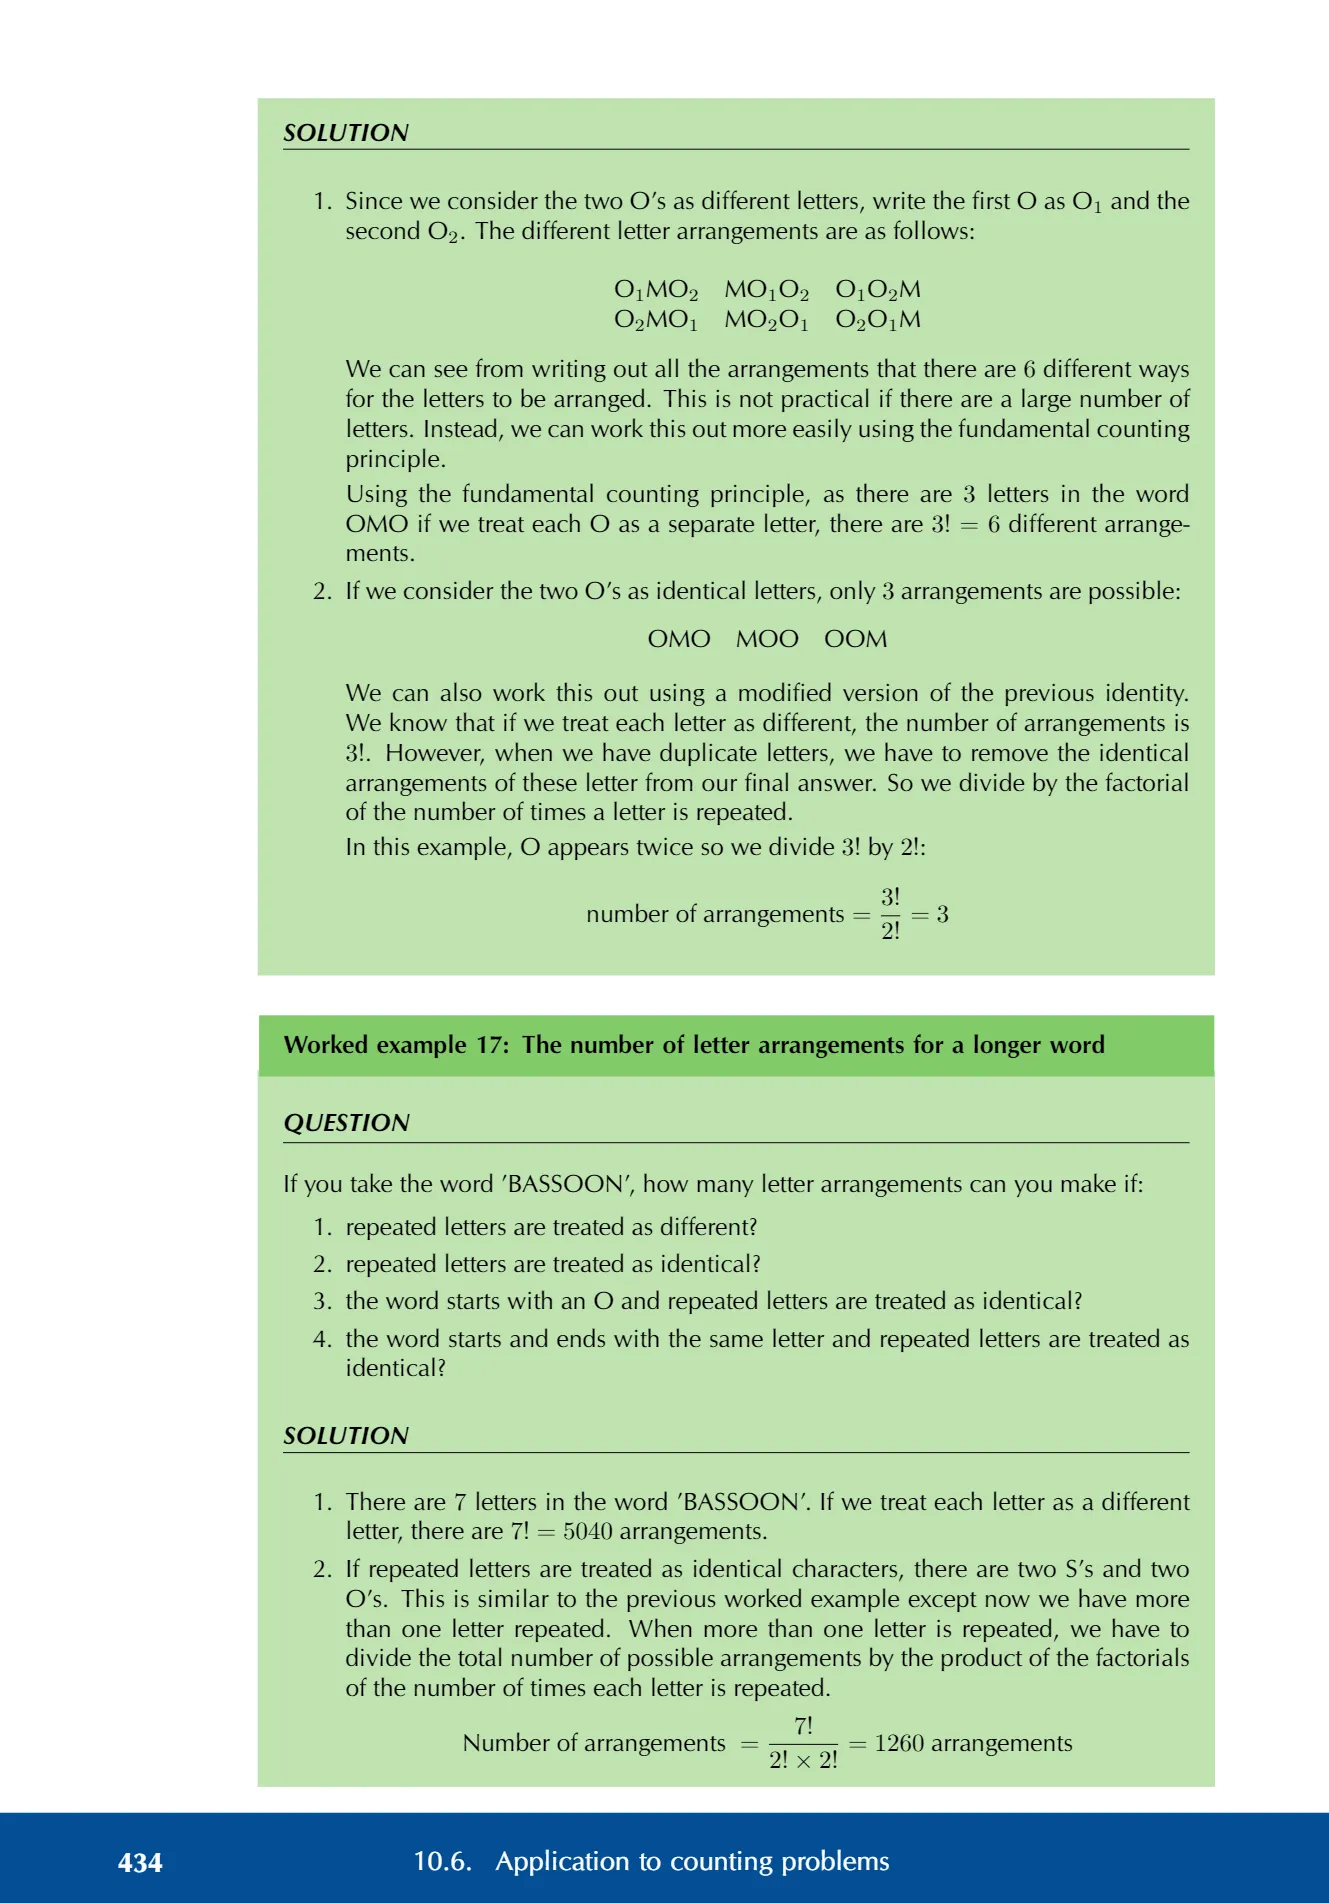 SOLUTION
1. Since we consider the two O’s as different letters, write the first O as O₁ and the
second O₂. The different letter arrangements are as follows:
O₁MO₂ MO₁O₂ O₁O₂M
O₂MO₁ MO₂O₁ O₂O₁M
We can see from writing out all the arrangements that there are 6 different ways
for the letters to be arranged. This is not practical if there are a large number of
letters. Instead, we can work this out more easily using the fundamental counting
principle.
Using the fundamental counting principle, as there are 3 letters in the word
OMO if we treat each O as a separate letter, there are 3! = 6 different arrange-
ments.
2. If we consider the two O’s as identical letters, only 3 arrangements are possible:
OMO MOO OOM
We can also work this out using a modified version of the previous identity.
We know that if we treat each letter as different, the number of arrangements is
3!. However, when we have duplicate letters, we have to remove the identical
arrangements of these letter from our final answer. So we divide by the factorial
of the number of times a letter is repeated.
In this example, O appears twice so we divide 3! by 2!:
number of arrangements = 3!/2! = 3
Worked example 17: The number of letter arrangements for a longer word
QUESTION
If you take the word ’BASSOON’, how many letter arrangements can you make if:
1. repeated letters are treated as different?
2. repeated letters are treated as identical?
3. the word starts with an O and repeated letters are treated as identical?
4. the word starts and ends with the same letter and repeated letters are treated as
identical?
SOLUTION
1. There are 7 letters in the word ’BASSOON’. If we treat each letter as a different
letter, there are 7! = 5040 arrangements.
2. If repeated letters are treated as identical characters, there are two S’s and two
O’s. This is similar to the previous worked example except now we have more
than one letter repeated. When more than one letter is repeated, we have to
divide the total number of possible arrangements by the product of the factorials
of the number of times each letter is repeated.
Number of arrangements = 7!/(2! × 2!) = 1260 arrangements
434 10.6. Application to counting problems